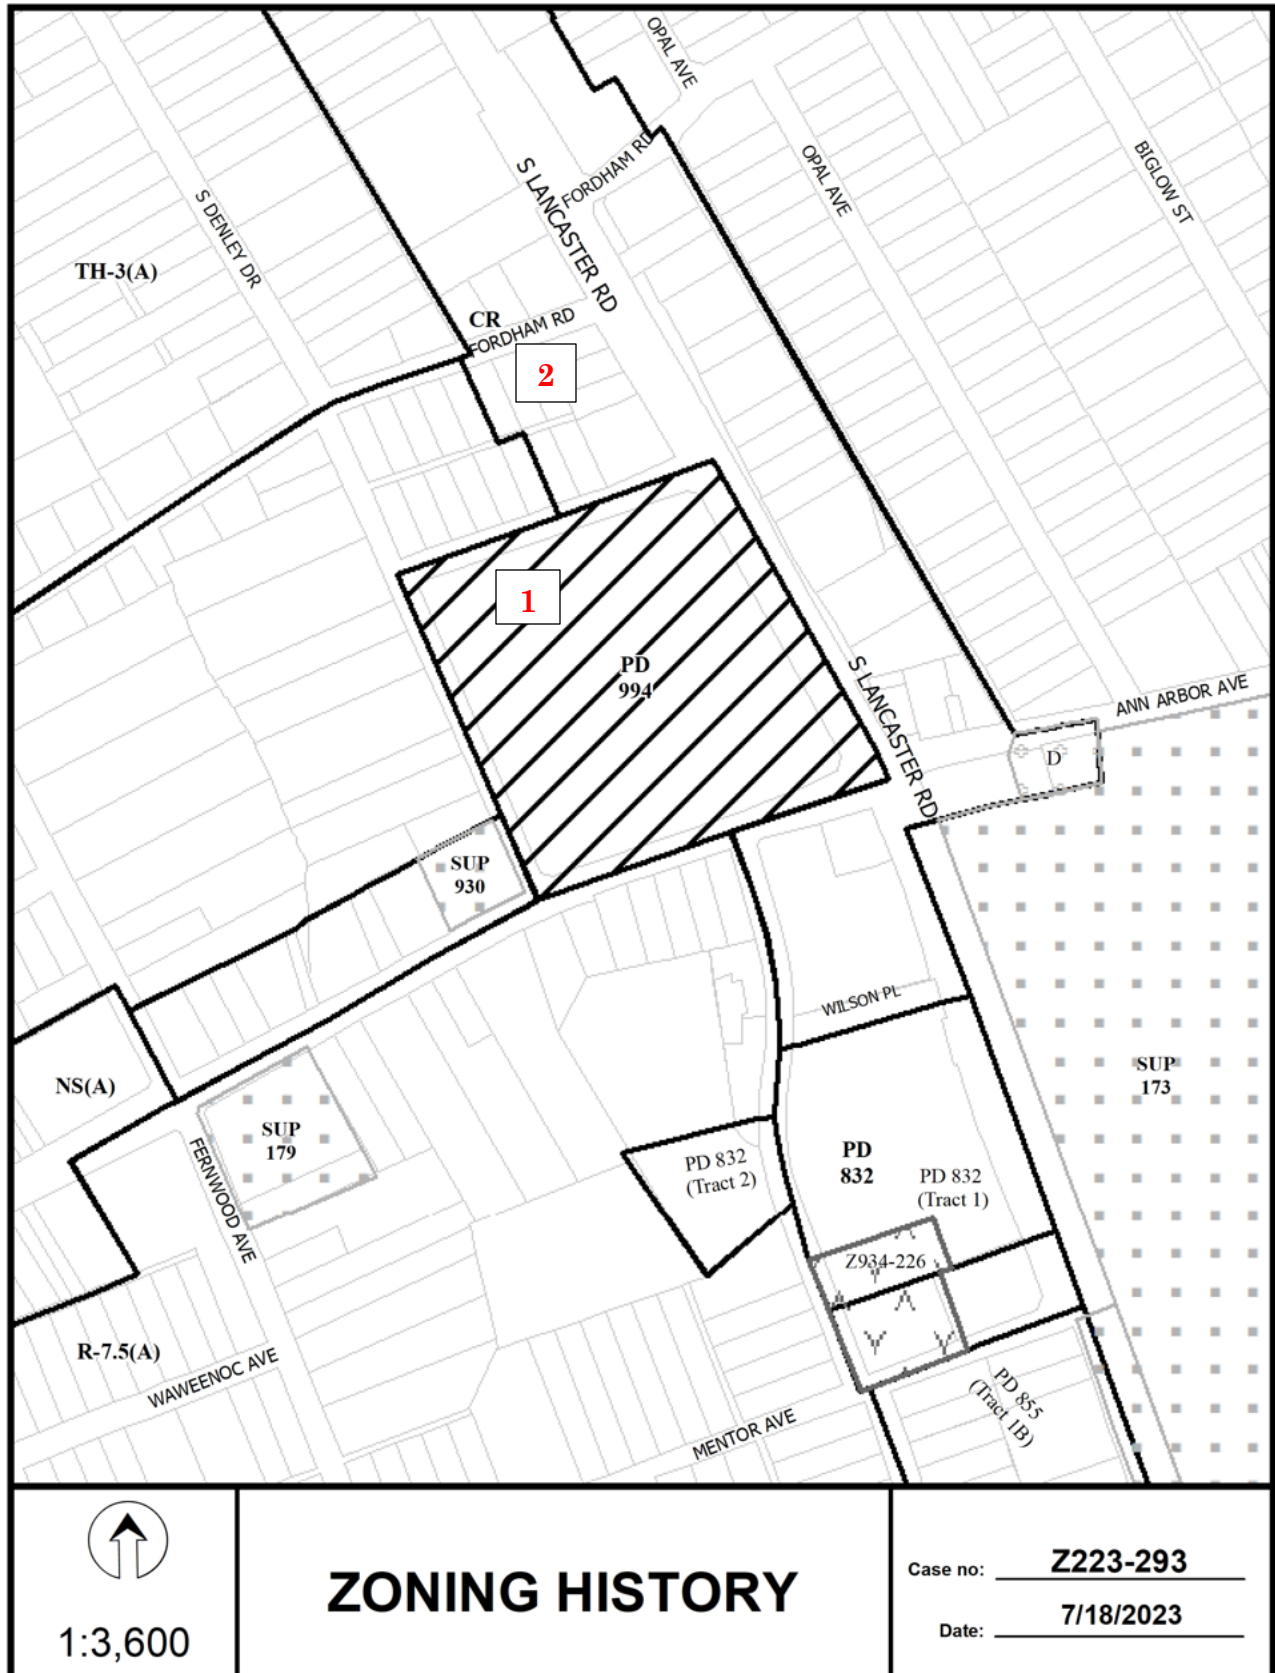 OPAL AVE
FORDHAM RD
S LANCASTER RD
OPAL AVE
BIGLOW ST
S DENLEY DR
TH-3(A)
CR
FORDHAM RD
2
1
PD
994
S LANCASTER RD
ANN ARBOR AVE
D
SUP
930
WILSON PL
NS(A)
SUP
179
SUP
173
FERNWOOD AVE
PD 832
(Tract 2)
PD
832
PD 832
(Tract 1)
Z934-226
R-7.5(A)
WAWEENOC AVE
MENTOR AVE
PD 855
(Tract 1B)
1:3,600
ZONING HISTORY
Case no: Z223-293
Date: 7/18/2023